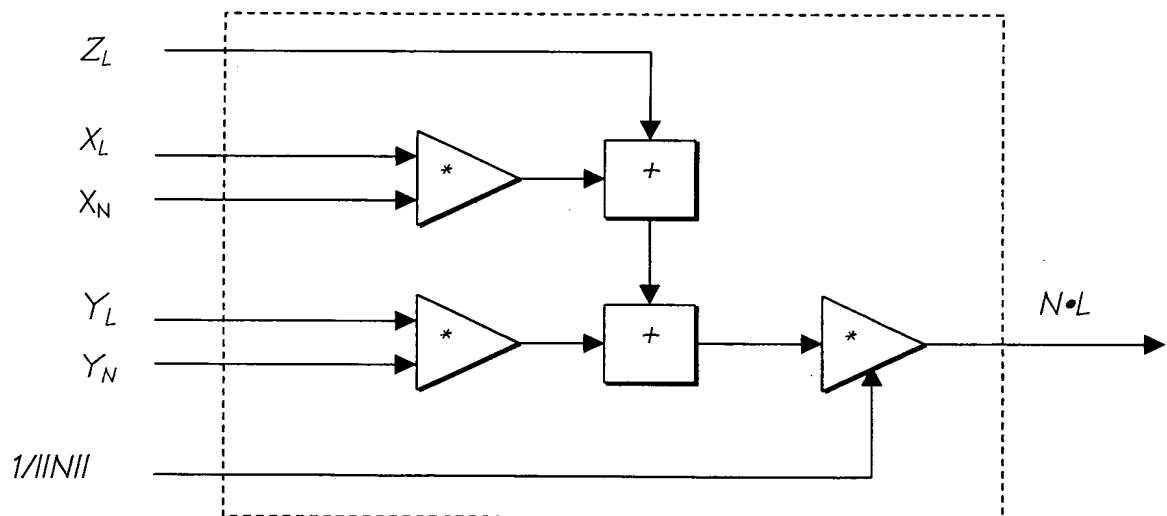 Z_L
X_L
*
+
X_N
Y_L
*
+
*
N•L
Y_N
1/||N||